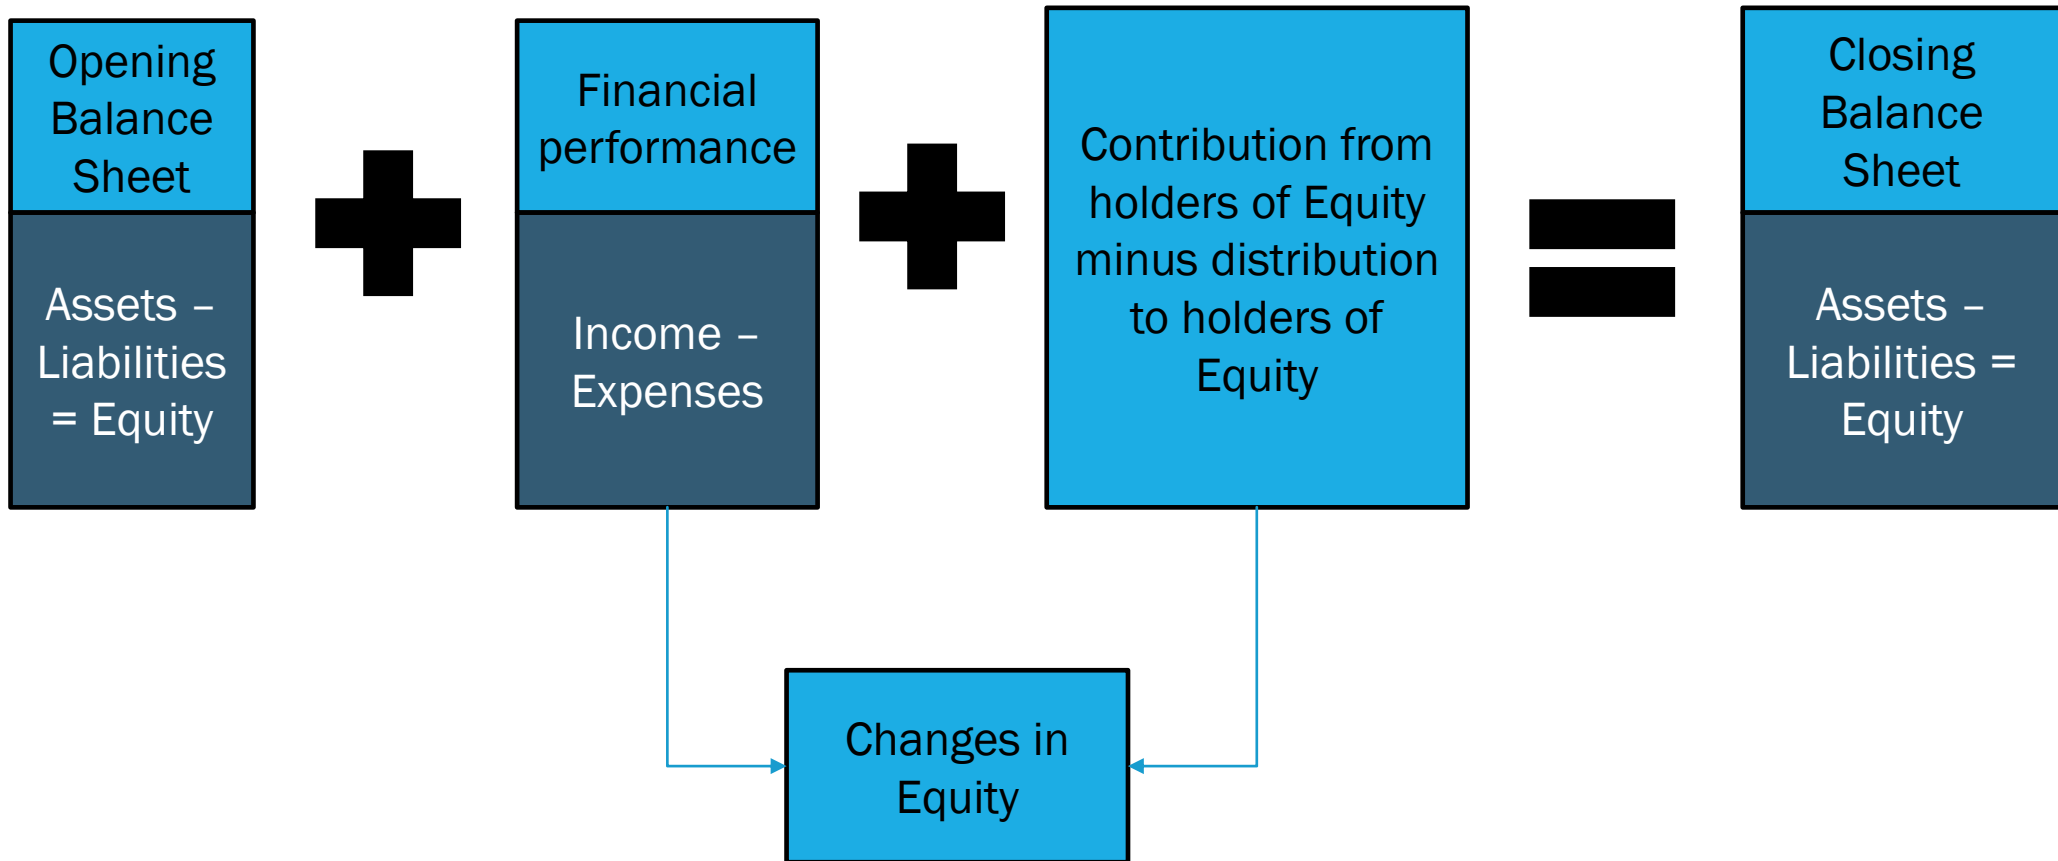 Opening
Balance
Sheet
Assets –
Liabilities
= Equity
Financial
performance
Income –
Expenses
Contribution from
holders of Equity
minus distribution
to holders of
Equity
Closing
Balance
Sheet
Assets –
Liabilities =
Equity
Changes in
Equity